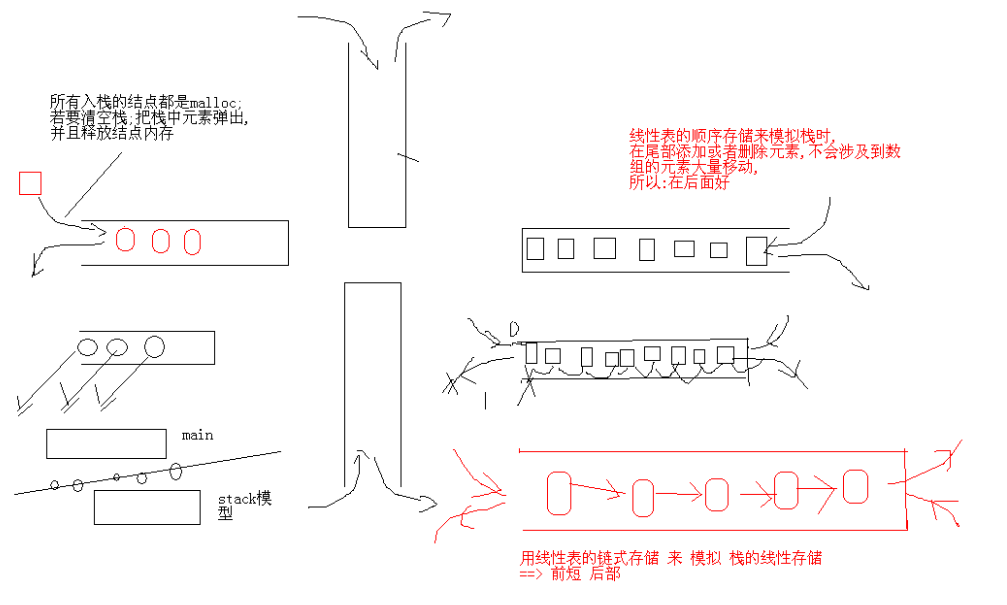 所有入栈的结点都是malloc;
若要清空栈;把栈中元素弹出,
并且释放结点内存
线性表的顺序存储来模拟栈时,
在尾部添加或者删除元素,不会涉及到数
组的元素大量移动,
所以:在后面好
main
stack模
型
用线性表的链式存储 来 模拟 栈的线性存储
==> 前短 后部